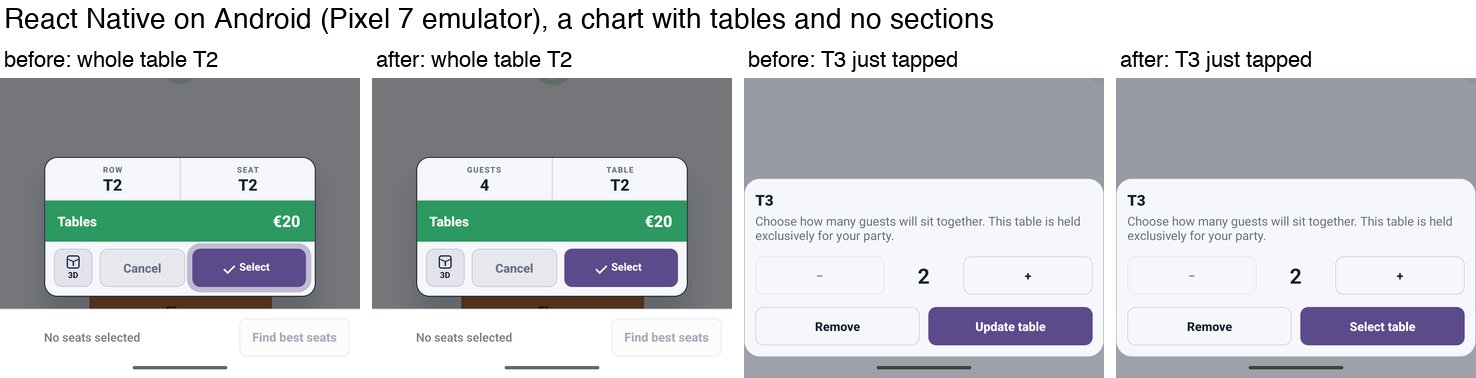 React Native on Android (Pixel 7 emulator), a chart with tables and no sections
before: whole table T2
ROW
T2
SEAT
T2
Tables
€20
3D
Cancel
Select
No seats selected
Find best seats
after: whole table T2
GUESTS
4
TABLE
T2
Tables
€20
3D
Cancel
Select
No seats selected
Find best seats
before: T3 just tapped
T3
Choose how many guests will sit together. This table is held
exclusively for your party.
−
2
+
Remove
Update table
after: T3 just tapped
T3
Choose how many guests will sit together. This table is held
exclusively for your party.
−
2
+
Remove
Select table